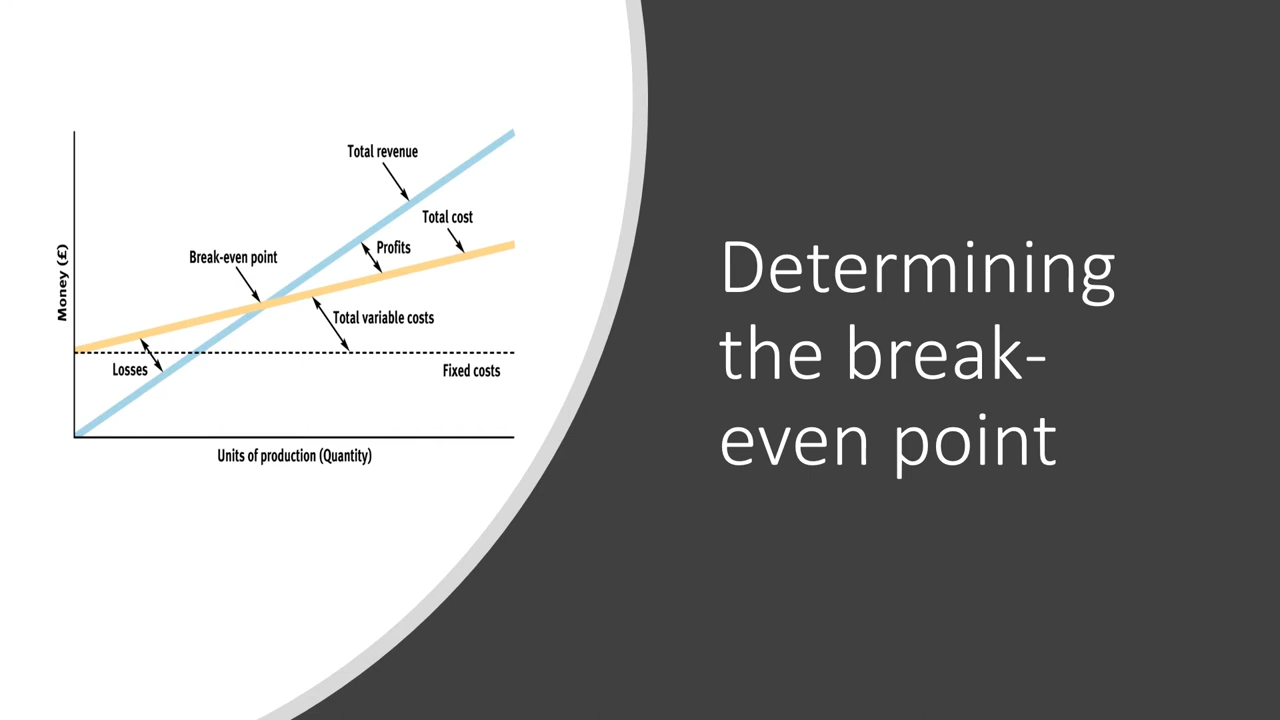 Total revenue
Total cost
Profits
Break-even point
Money (£)
Total variable costs
Losses
Fixed costs
Units of production (Quantity)
Determining
the break-
even point